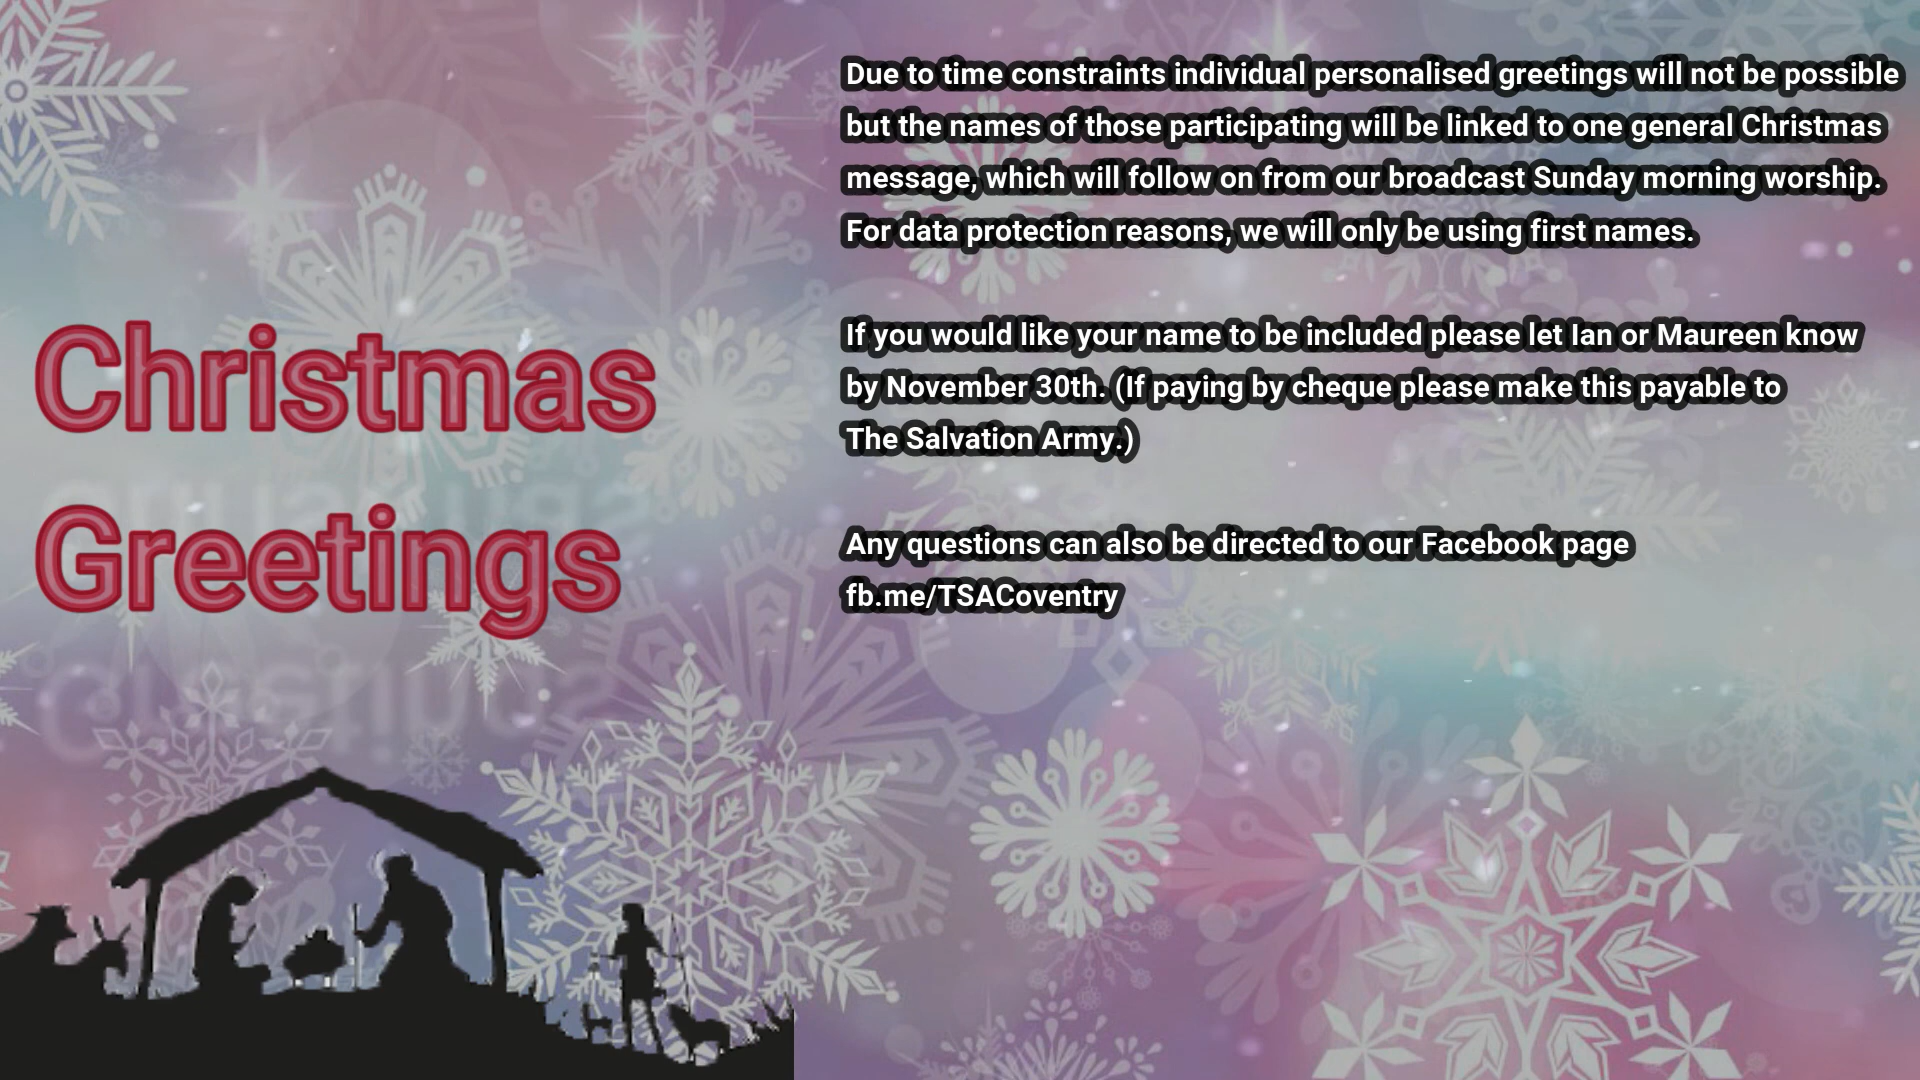 Christmas
Greetings
Due to time constraints individual personalised greetings will not be possible
but the names of those participating will be linked to one general Christmas
message, which will follow on from our broadcast Sunday morning worship.
For data protection reasons, we will only be using first names.
If you would like your name to be included please let Ian or Maureen know
by November 30th. (If paying by cheque please make this payable to
The Salvation Army.)
Any questions can also be directed to our Facebook page
fb.me/TSACoventry